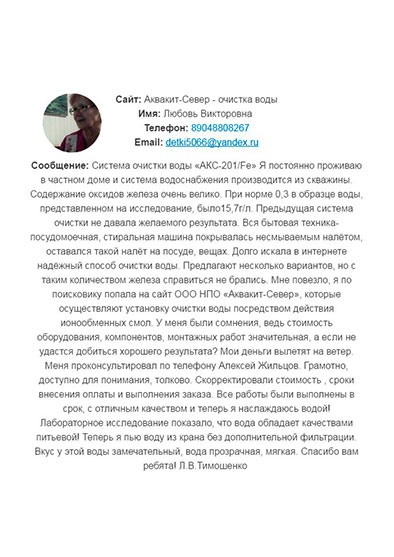 Сайт: Аквакит-Север - очистка воды
Имя: Любовь Викторовна
Телефон: 89048808267
Email: detki5066@yandex.ru
Сообщение: Система очистки воды «АКС-201/Fe» Я постоянно проживаю
в частном доме и система водоснабжения производится из скважины.
Содержание оксидов железа очень велико. При норме 0,3 в образце воды,
представленном на исследование, было15,7г/л. Предыдущая система
очистки не давала желаемого результата. Вся бытовая техника-
посудомоечная, стиральная машина покрывалась несмываемым налётом,
оставался такой налёт на посуде, вещах. Долго искала в интернете
надёжный способ очистки воды. Предлагают несколько вариантов, но с
таким количеством железа справиться не брались. Мне повезло, я по
поисковику попала на сайт ООО НПО «Аквакит-Север», которые
осуществляют установку очистки воды посредством действия
ионообменных смол. У меня были сомнения, ведь стоимость
оборудования, компонентов, монтажных работ значительная, а если не
удастся добиться хорошего результата? Мои деньги вылетят на ветер.
Меня проконсультировал по телефону Алексей Жильцов. Грамотно,
доступно для понимания, толково. Скорректировали стоимость , сроки
внесения оплаты и выполнения заказа. Все работы были выполнены в
срок, с отличным качеством и теперь я наслаждаюсь водой!
Лабораторное исследование показало, что вода обладает качествами
питьевой! Теперь я пью воду из крана без дополнительной фильтрации.
Вкус у этой воды замечательный, вода прозрачная, мягкая. Спасибо вам
ребята! Л.В.Тимошенко